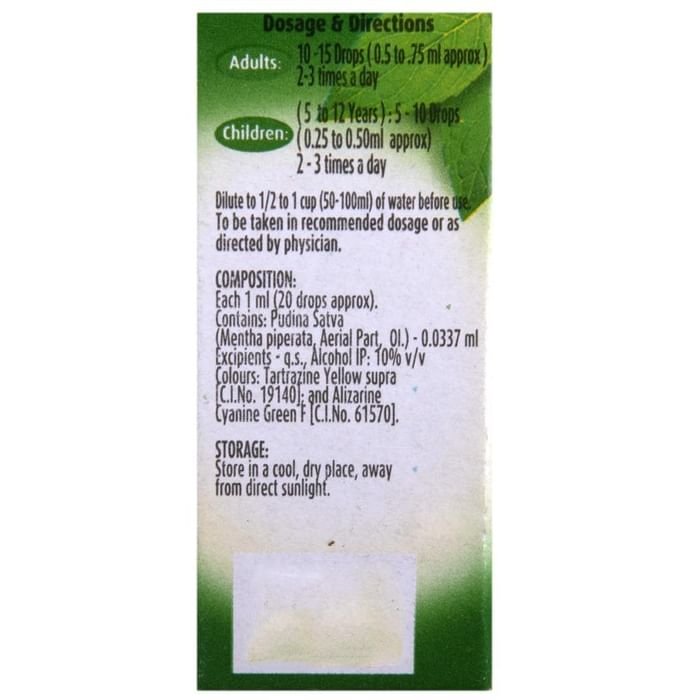 Dosage & Directions
Adults: 10-15 Drops (0.5 to .75 ml approx)
2-3 times a day
Children: (5 to 12 Years): 5-10 Drops
(0.25 to 0.50ml approx)
2-3 times a day
Dilute to 1/2 to 1 cup (50-100ml) of water before use.
To be taken in recommended dosage or as
directed by physician.
COMPOSITION:
Each 1 ml (20 drops approx).
Contains: Pudina Satva
(Mentha piperata, Aerial Part, Ol.) - 0.0337 ml
Excipients - q.s., Alcohol IP: 10% v/v
Colours: Tartrazine Yellow supra
[C.I.No. 19140]; and Alizarine
Cyanine Green F [C.I.No. 61570].
STORAGE:
Store in a cool, dry place, away
from direct sunlight.